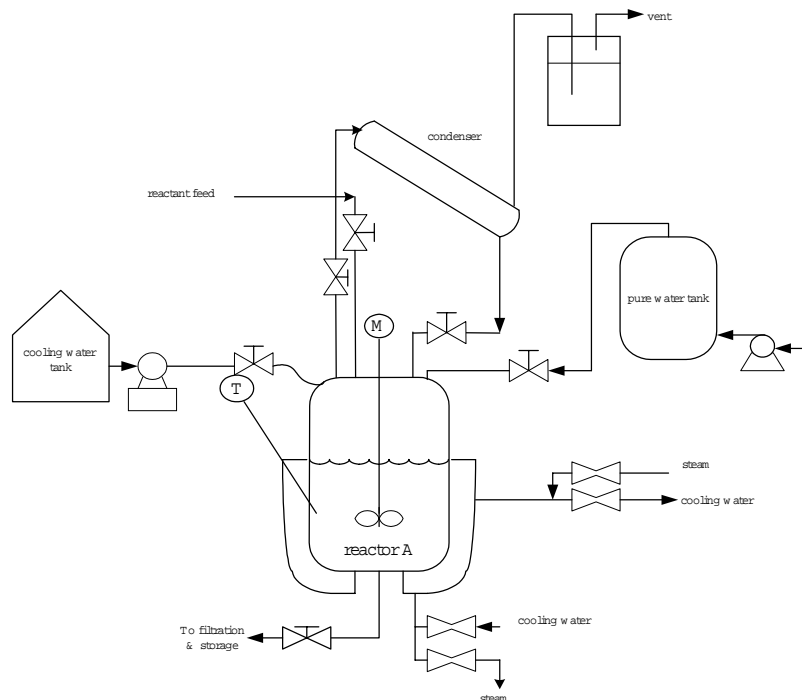 vent
condenser
reactant feed
pure water tank
M
cooling water
tank
T
steam
cooling water
reactor A
To filtration
& storage
cooling water
steam